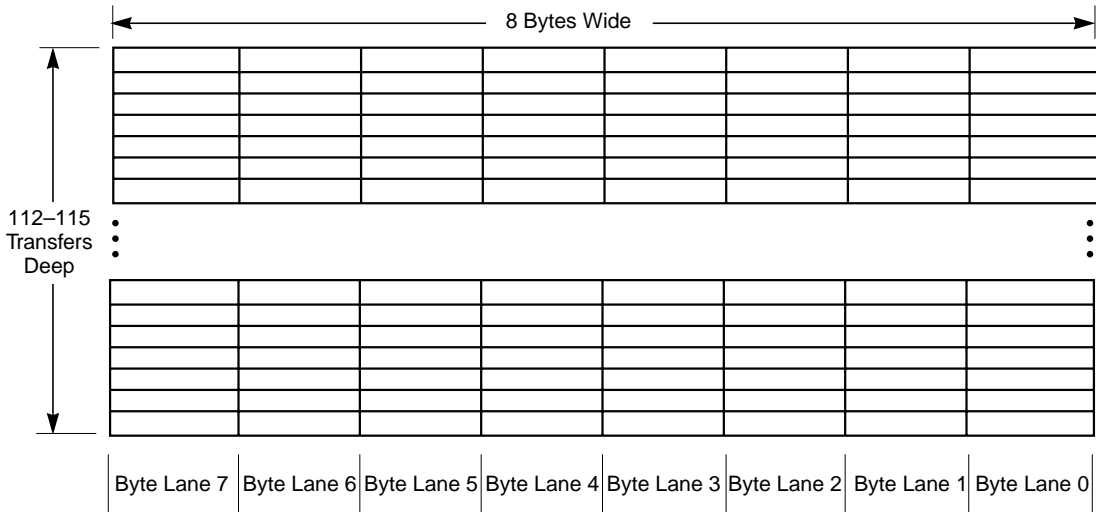 8 Bytes Wide
112–115
Transfers
Deep
Byte Lane 7 Byte Lane 6 Byte Lane 5 Byte Lane 4 Byte Lane 3 Byte Lane 2 Byte Lane 1 Byte Lane 0